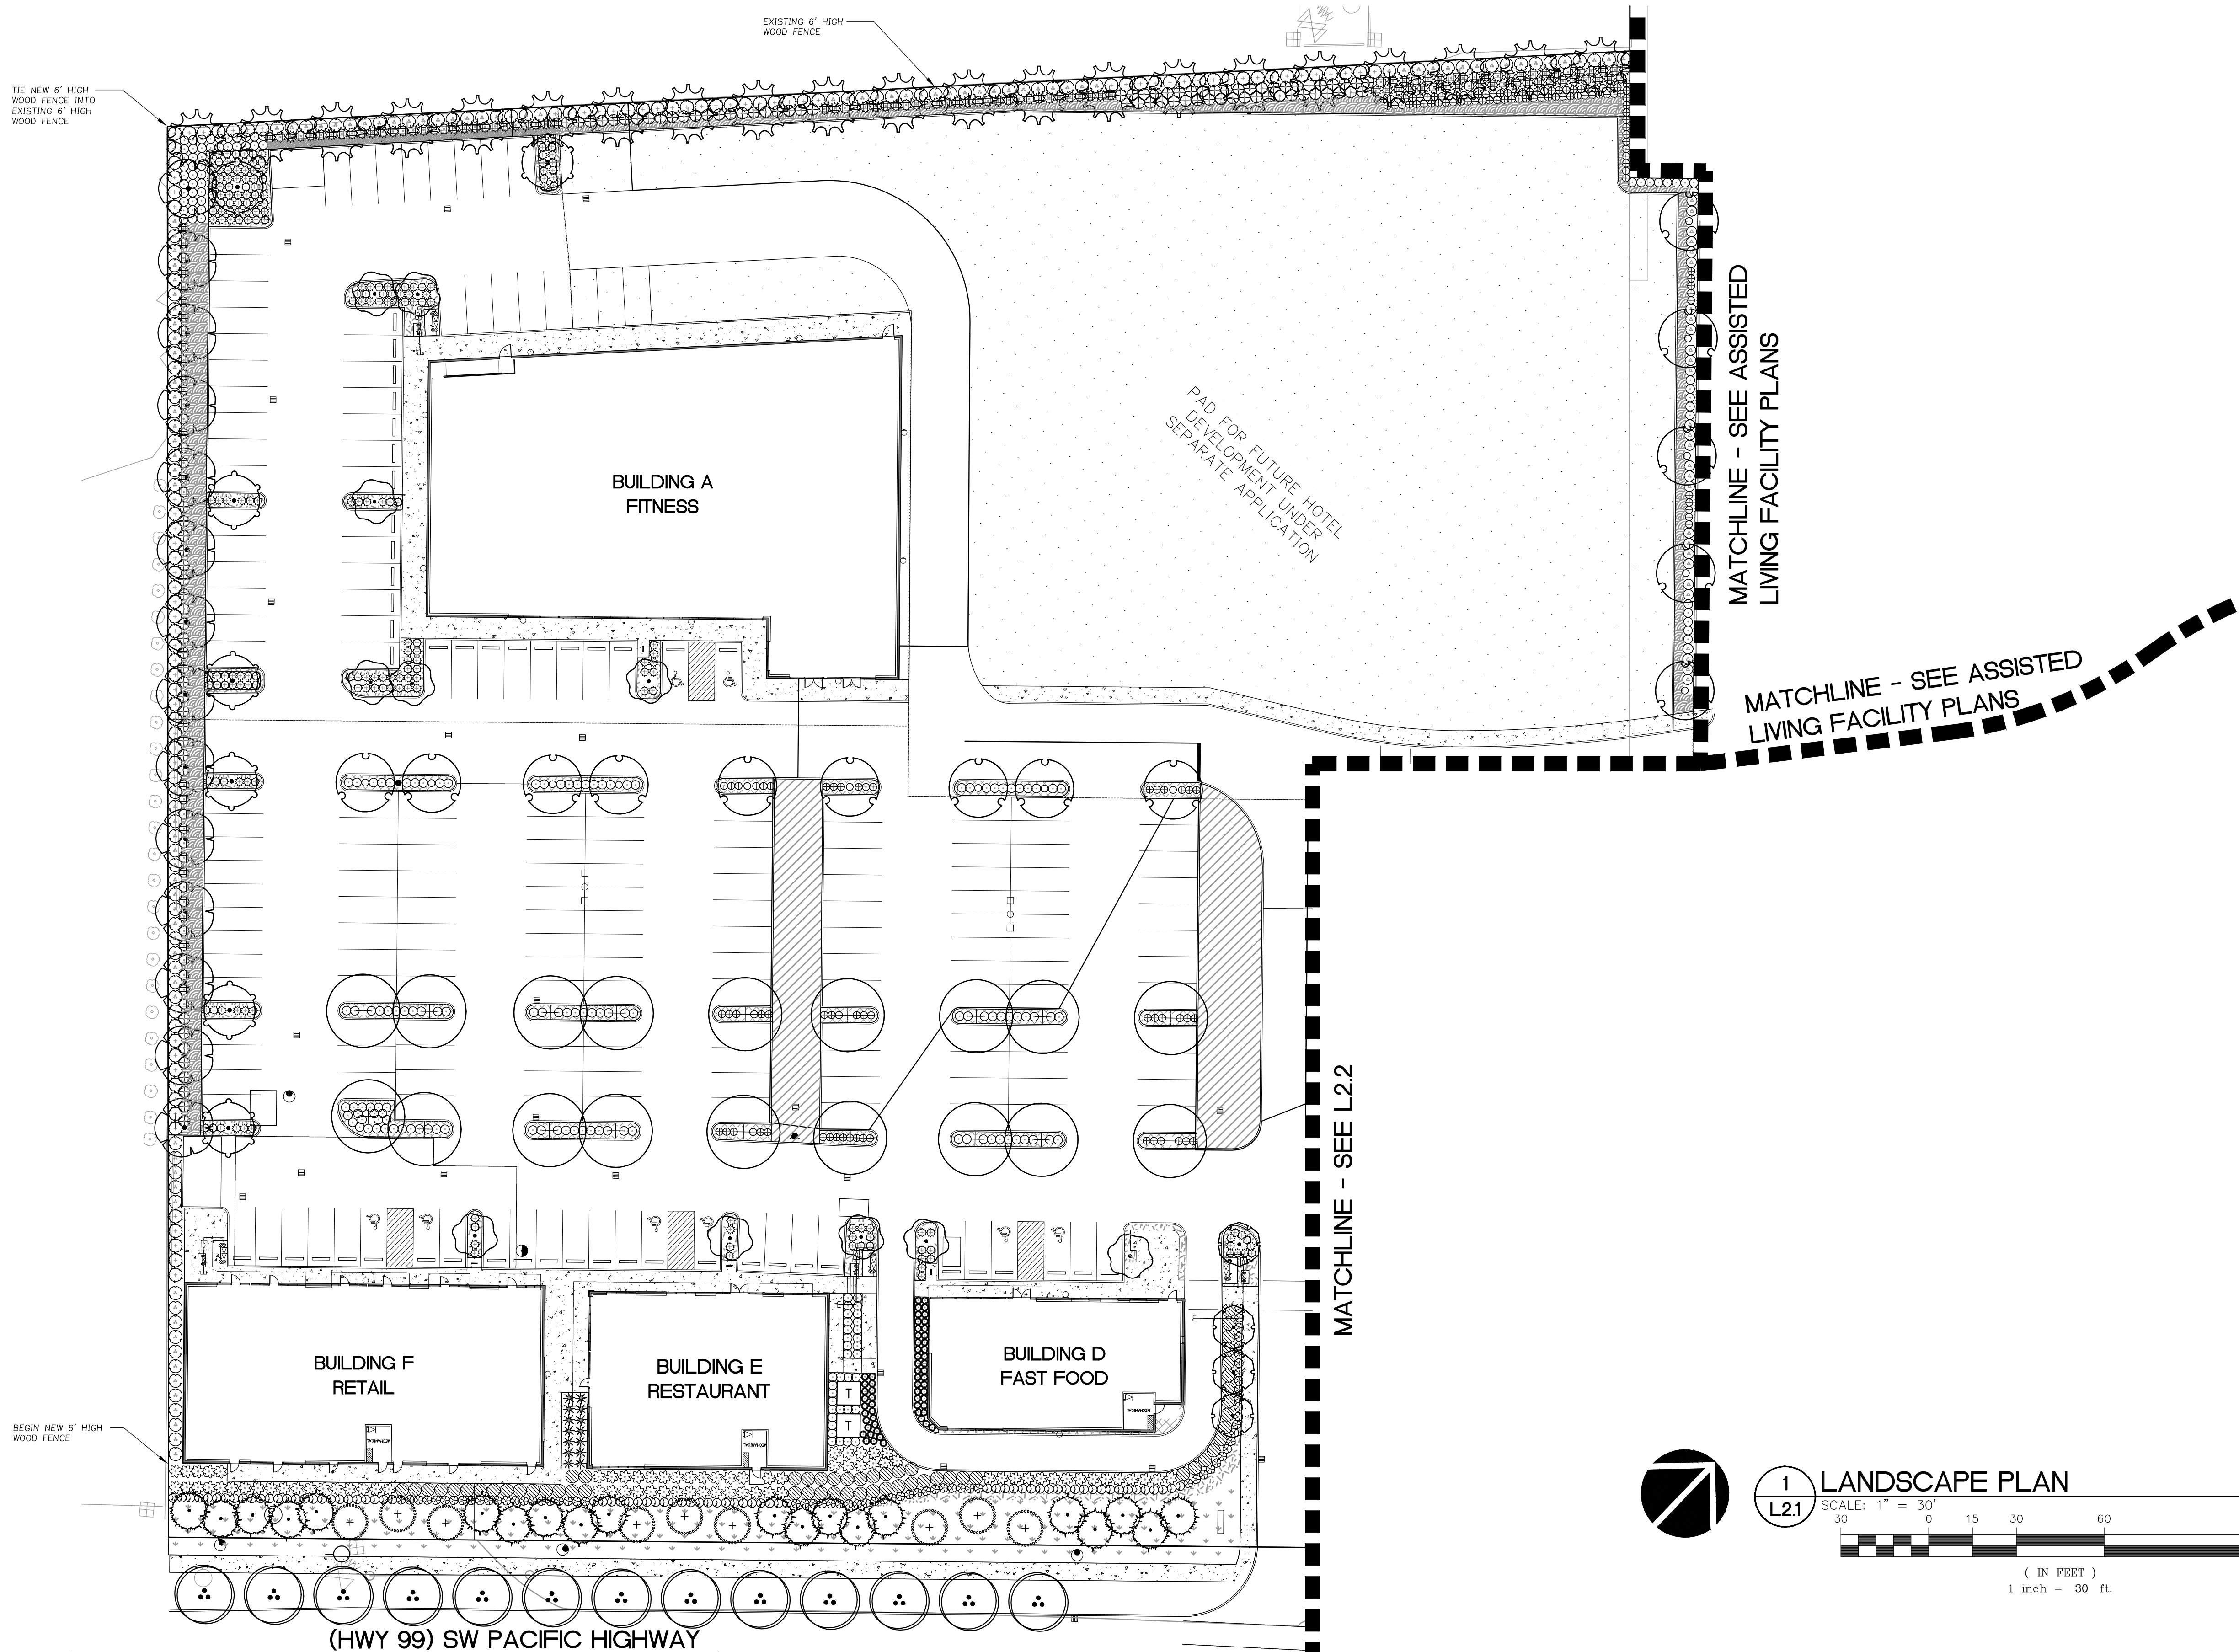 EXISTING 6' HIGH
WOOD FENCE
TIE NEW 6' HIGH
WOOD FENCE INTO
EXISTING 6' HIGH
WOOD FENCE
BUILDING A
FITNESS
PAD FOR FUTURE HOTEL
DEVELOPMENT UNDER
SEPARATE APPLICATION
MATCHLINE - SEE ASSISTED
LIVING FACILITY PLANS
MATCHLINE - SEE ASSISTED
LIVING FACILITY PLANS
MATCHLINE - SEE L2.2
BUILDING F
RETAIL
BUILDING E
RESTAURANT
BUILDING D
FAST FOOD
T
T
E
MECHANICAL
MECHANICAL
MECHANICAL
BEGIN NEW 6' HIGH
WOOD FENCE
(HWY 99) SW PACIFIC HIGHWAY
1
L2.1
LANDSCAPE PLAN
SCALE: 1" = 30'
30 0 15 30 60
( IN FEET )
1 inch = 30 ft.